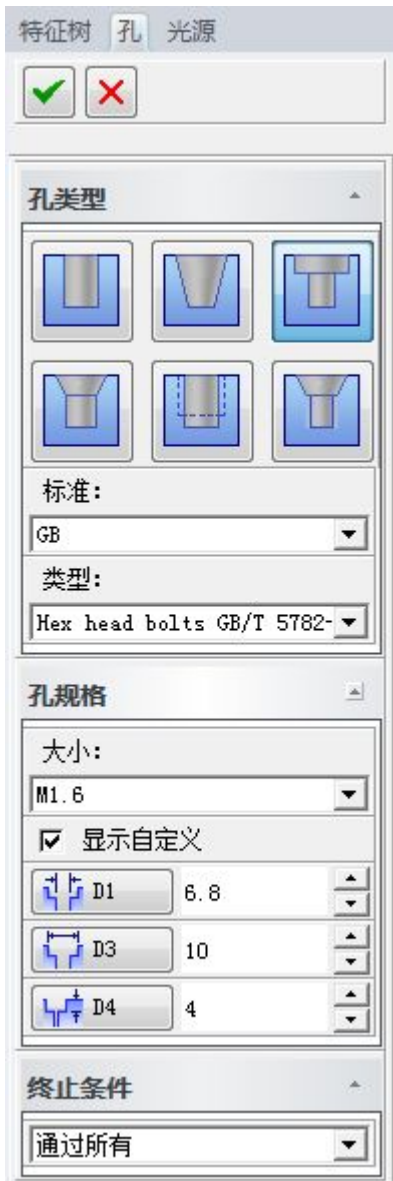 特征树 孔 光源
孔类型
标准：
GB
类型：
Hex head bolts GB/T 5782-
孔规格
大小：
M1.6
显示自定义
D1 6.8
D3 10
D4 4
终止条件
通过所有